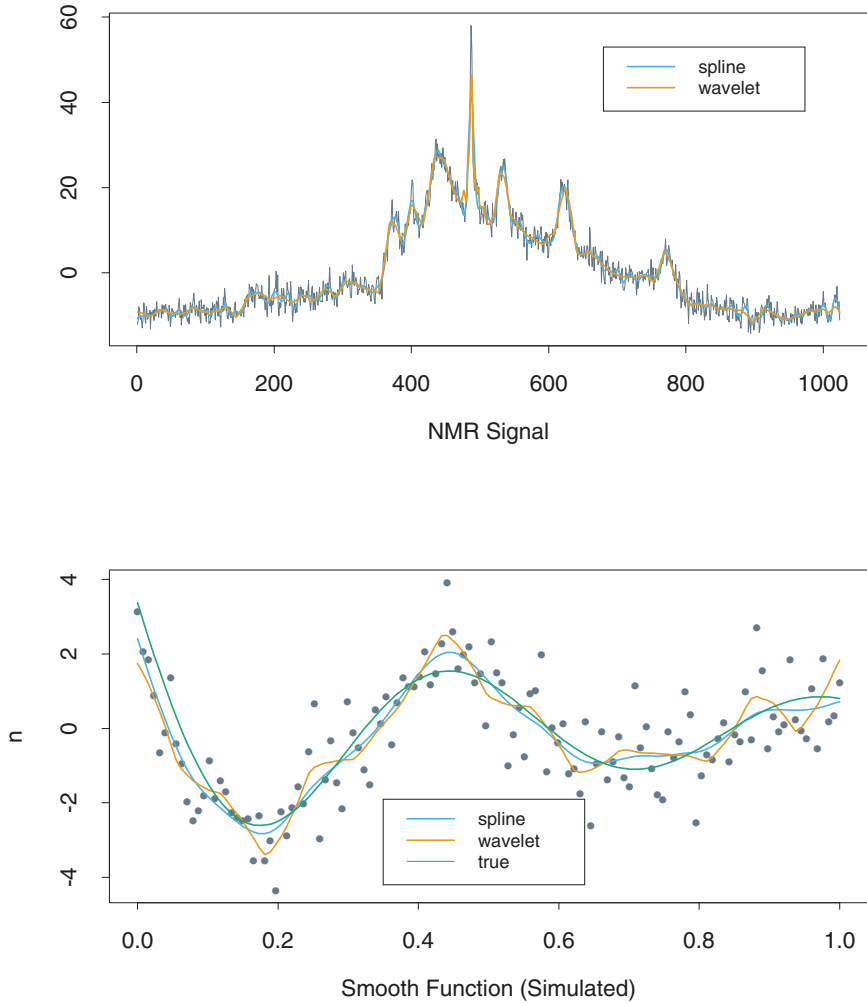 60
40
20
0
spline
wavelet
0 200 400 600 800 1000
NMR Signal
4
2
0
-2
-4
n
spline
wavelet
true
0.0 0.2 0.4 0.6 0.8 1.0
Smooth Function (Simulated)